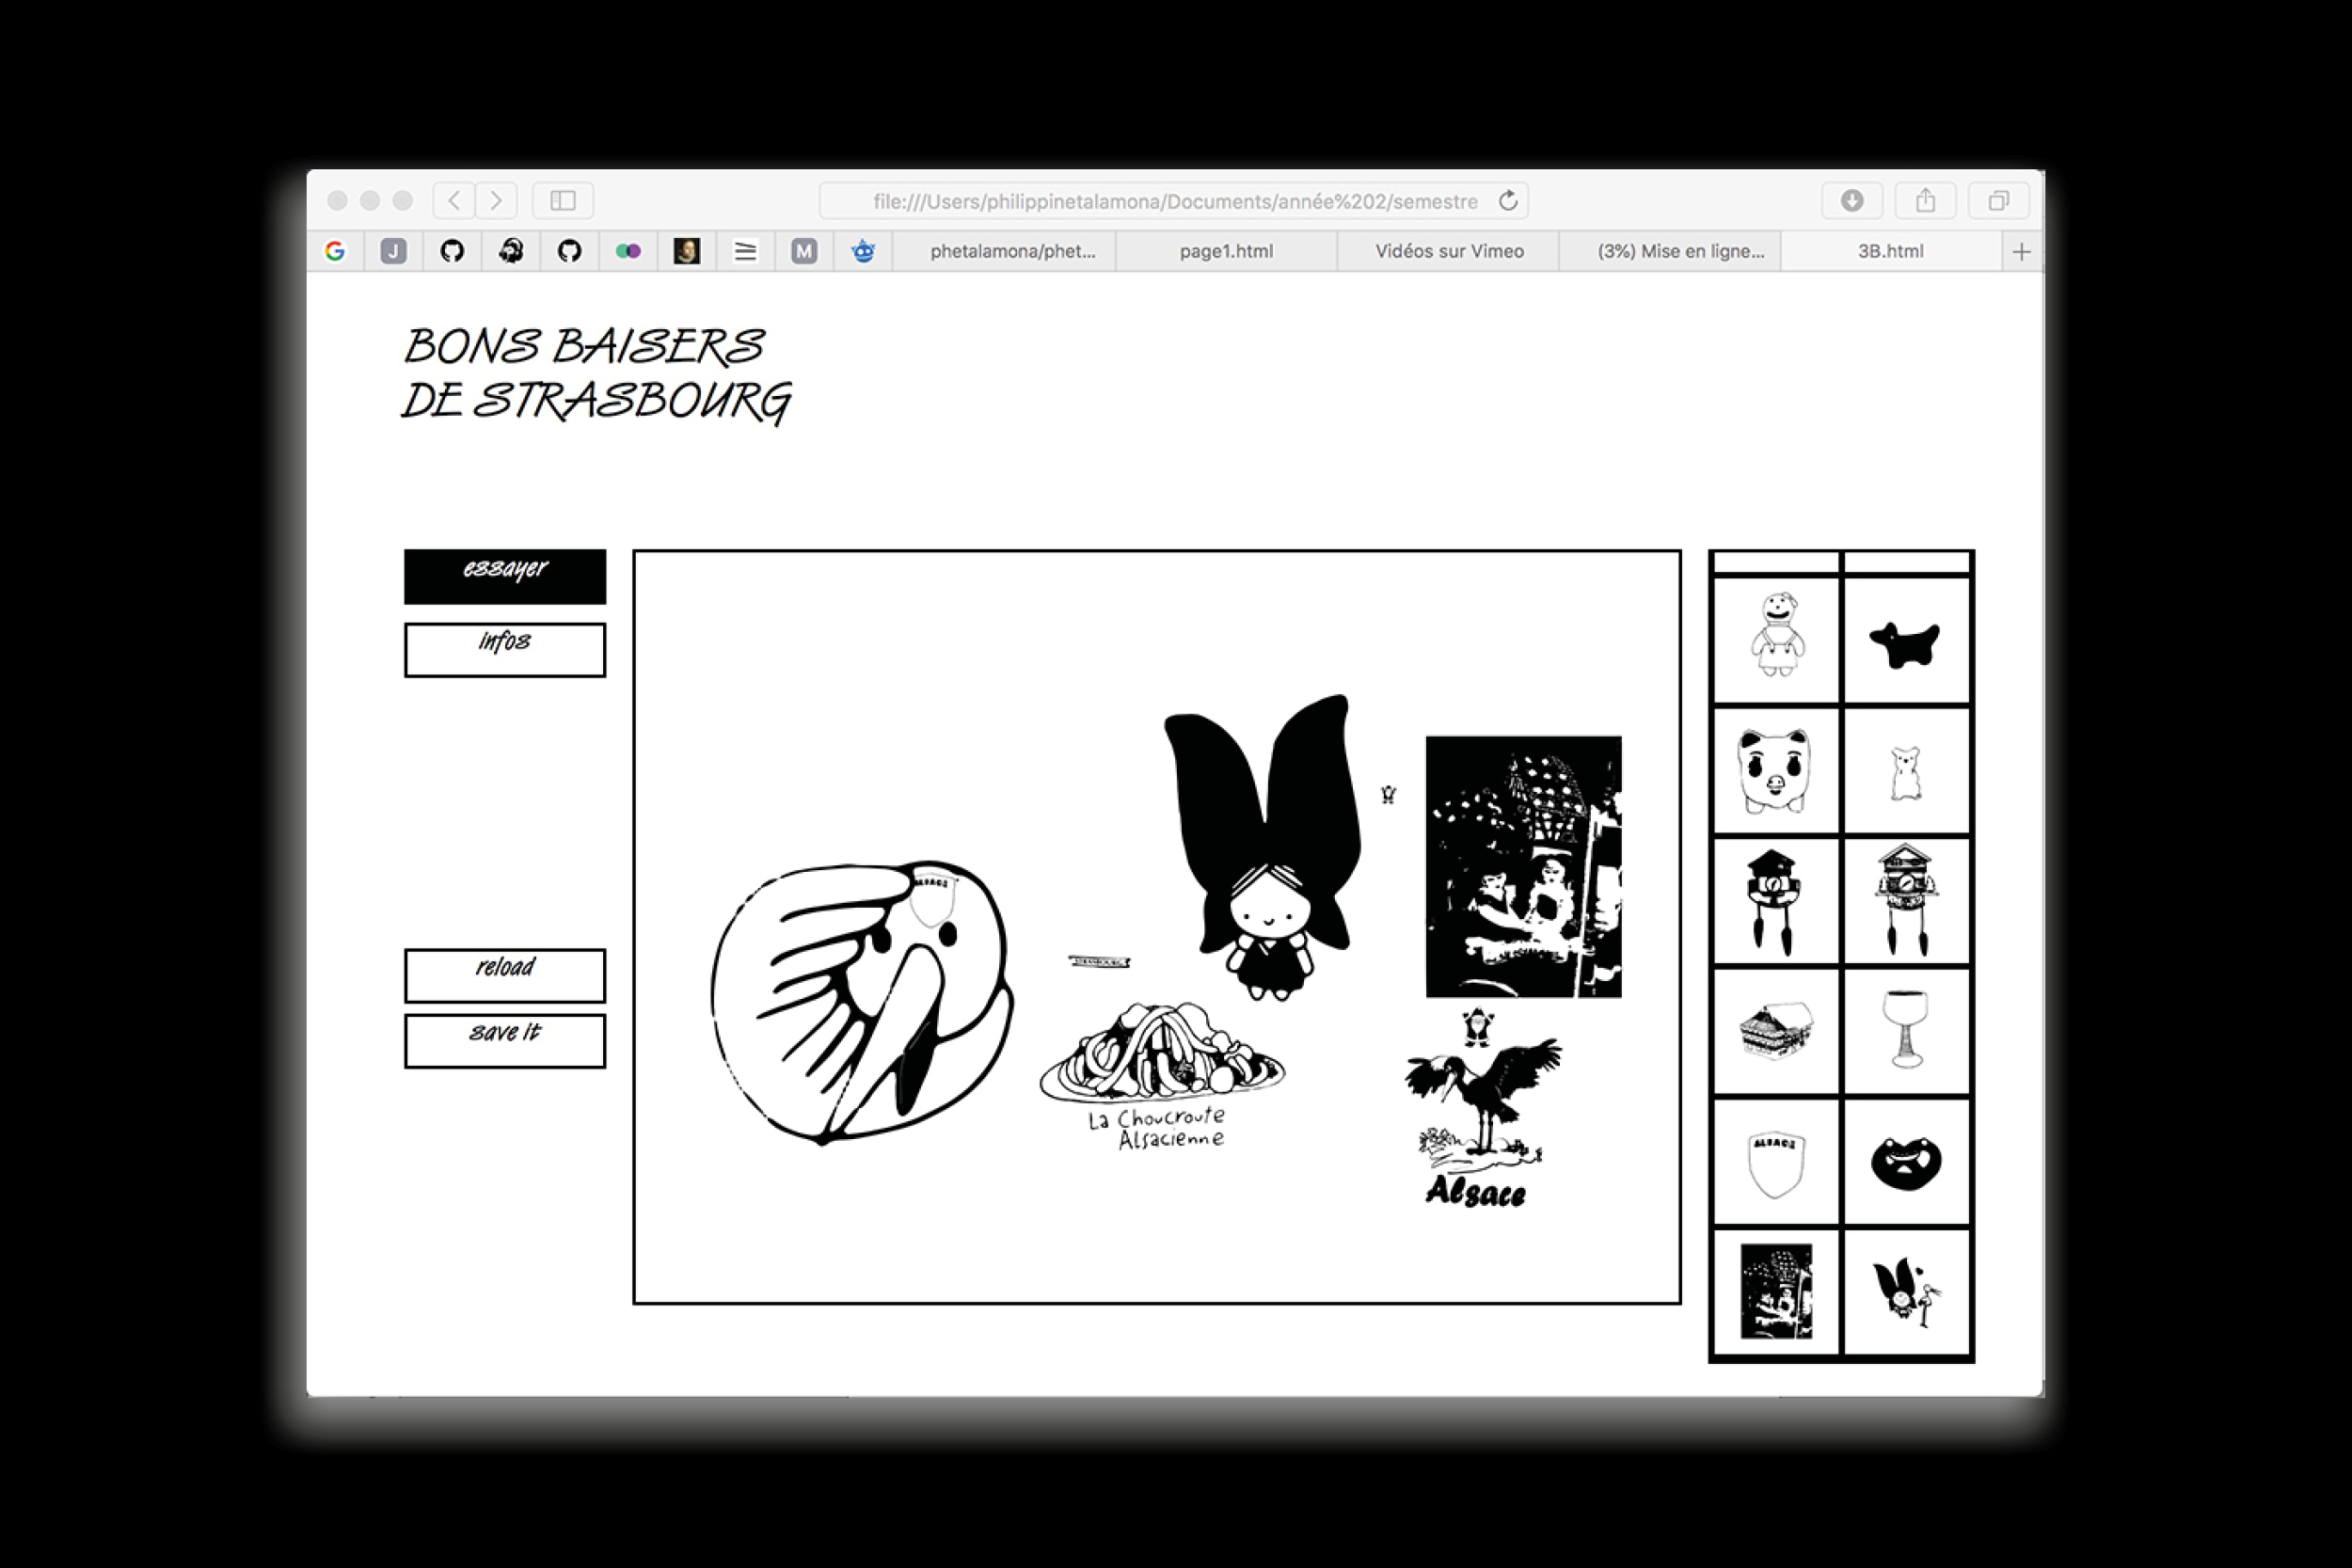 file:///Users/philippinetalamona/Documents/année%202/semestre
J
M
phetalamona/phet...
page1.html
Vidéos sur Vimeo
(3%) Mise en ligne...
3B.html
BONS BAISERS
DE STRASBOURG
essayer
infos
reload
save it
ALSACE
STRASBOURG
La Choucroute
Alsacienne
Alsace
ALSACE